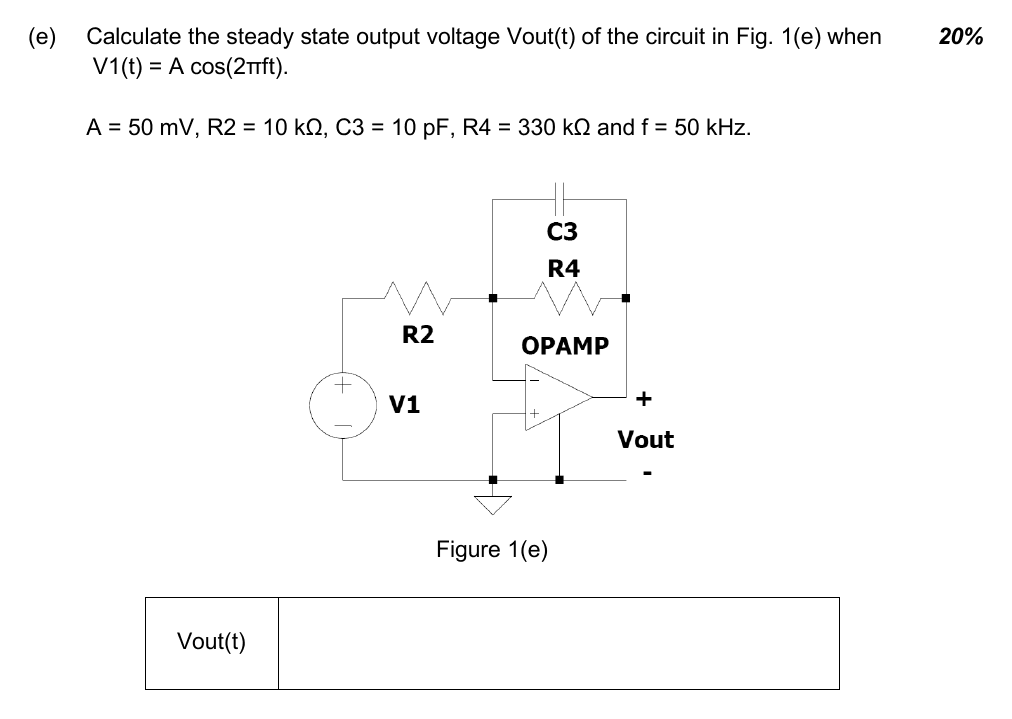 (e) Calculate the steady state output voltage Vout(t) of the circuit in Fig. 1(e) when 20%
V1(t) = A cos(2πft).
A = 50 mV, R2 = 10 kΩ, C3 = 10 pF, R4 = 330 kΩ and f = 50 kHz.
C3
R4
R2
OPAMP
+
−
V1
−
+
+
Vout
-
Figure 1(e)
Vout(t)